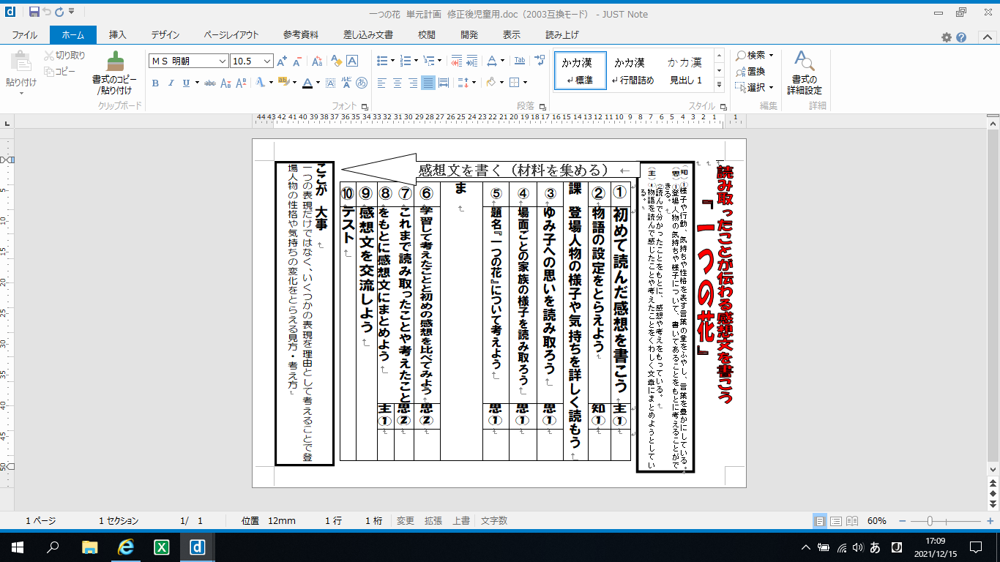 一つの花 単元計画 修正後児童用.doc（2003互換モード） - JUST Note
ファイル
ホーム
挿入
デザイン
ページレイアウト
参考資料
差し込み文書
校閲
開発
表示
読み上げ
貼り付け
切り取り
コピー
書式のコピー
/貼り付け
クリップボード
ＭＳ 明朝
10.5
フォント
段落
かカ漢
標準
かカ漢
行間詰め
かカ漢
見出し 1
スタイル
検索
置換
選択
編集
書式の
詳細設定
詳細
44 43 42 41 40 39 38 37 36 35 34 33 32 31 30 29 28 27 26 25 24 23 22 21 20 19 18 17 16 15 14 13 12 11 10 9 8 7 6 5 4 3 2 1 1
5
10
15
20
25
30
35
40
45
50
読み取ったことが伝わる感想文を書こう
『一つの花』
（知）①様子や行動、気持ちや性格を表す言葉の量をふやし、言葉を豊かにしている。
（思）①登場人物の気持ちや様子について、書いてあることをもとに考えることがで
きる。
②読んで分かったことをもとに、感想や考えをもっている。
（主）①物語を読んで感じたことや考えたことをくわしく文章にまとめようとしてい
る。
感想文を書く（材料を集める）
① 初めて読んだ感想を書こう 主①
② 物語の設定をとらえよう 知①
課 登場人物の様子や気持ちを詳しく読もう
③ ゆみ子への思いを読み取ろう 思①
④ 場面ごとの家族の様子を読み取ろう 思①
⑤ 題名『一つの花』について考えよう 思①
ま
⑥ 学習して考えたことと初めの感想を比べてみよう 思②
⑦ これまで読み取ったことや考えたこと 思②
⑧ をもとに感想文にまとめよう 主①
⑨ 感想文を交流しよう
⑩ テスト
ここが 大事
一つの表現だけではなく、いくつかの表現を理由として考えることで登
場人物の性格や気持ちの変化をとらえる見方・考え方
1 ページ
1 セクション
1/ 1
位置 12mm
1 行
1 桁
変更
拡張
上書
文字数
60%
あ
17:09
2021/12/15